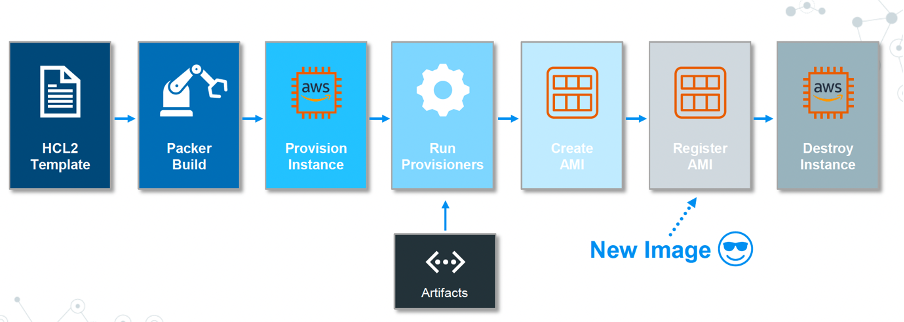 HCL2
Template
Packer
Build
aws
Provision
Instance
Run
Provisioners
Create
AMI
Register
AMI
aws
Destroy
Instance
Artifacts
New Image